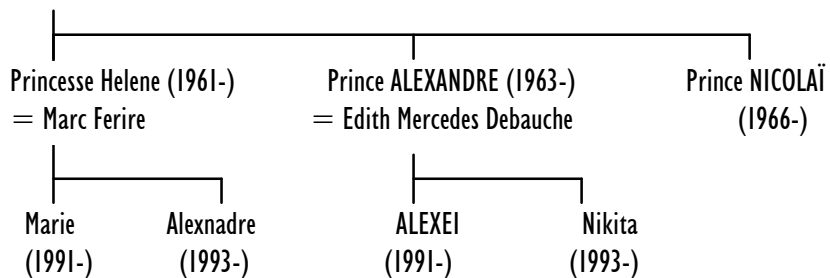 Princesse Helene (1961-) Prince ALEXANDRE (1963-) Prince NICOLAÏ
= Marc Ferire = Edith Mercedes Debauche (1966-)
Marie Alexnadre ALEXEI Nikita
(1991-) (1993-) (1991-) (1993-)